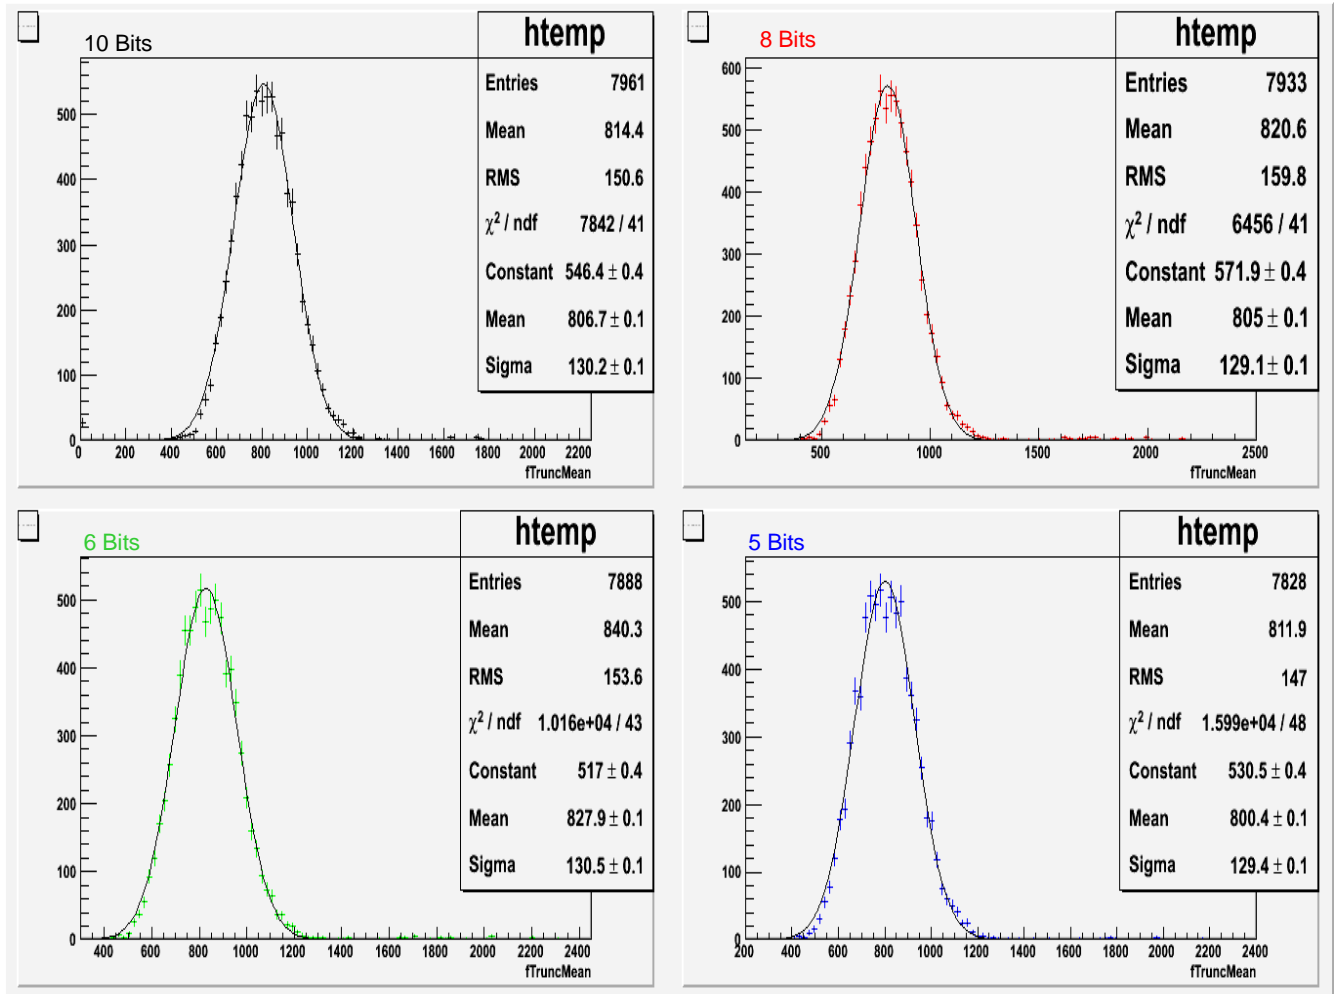 10 Bits
htemp
Entries 7961
Mean 814.4
RMS 150.6
χ² / ndf 7842 / 41
Constant 546.4 ± 0.4
Mean 806.7 ± 0.1
Sigma 130.2 ± 0.1
500
400
300
200
100
0
0 200 400 600 800 1000 1200 1400 1600 1800 2000 2200
fTruncMean
8 Bits
htemp
Entries 7933
Mean 820.6
RMS 159.8
χ² / ndf 6456 / 41
Constant 571.9 ± 0.4
Mean 805 ± 0.1
Sigma 129.1 ± 0.1
600
500
400
300
200
100
0
500 1000 1500 2000 2500
fTruncMean
6 Bits
htemp
Entries 7888
Mean 840.3
RMS 153.6
χ² / ndf 1.016e+04 / 43
Constant 517 ± 0.4
Mean 827.9 ± 0.1
Sigma 130.5 ± 0.1
500
400
300
200
100
0
400 600 800 1000 1200 1400 1600 1800 2000 2200 2400
fTruncMean
5 Bits
htemp
Entries 7828
Mean 811.9
RMS 147
χ² / ndf 1.599e+04 / 48
Constant 530.5 ± 0.4
Mean 800.4 ± 0.1
Sigma 129.4 ± 0.1
500
400
300
200
100
0
200 400 600 800 1000 1200 1400 1600 1800 2000 2200 2400
fTruncMean